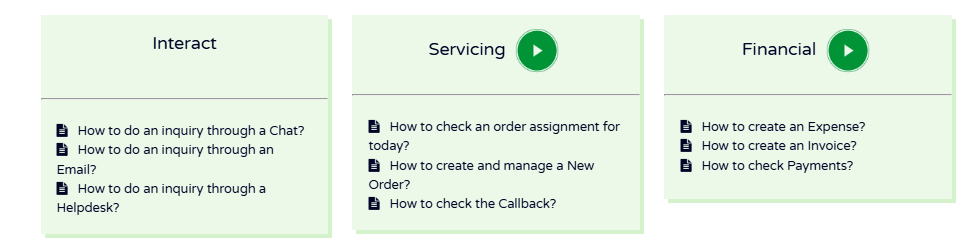 Interact
How to do an inquiry through a Chat?
How to do an inquiry through an
Email?
How to do an inquiry through a
Helpdesk?
Servicing
How to check an order assignment for
today?
How to create and manage a New
Order?
How to check the Callback?
Financial
How to create an Expense?
How to create an Invoice?
How to check Payments?